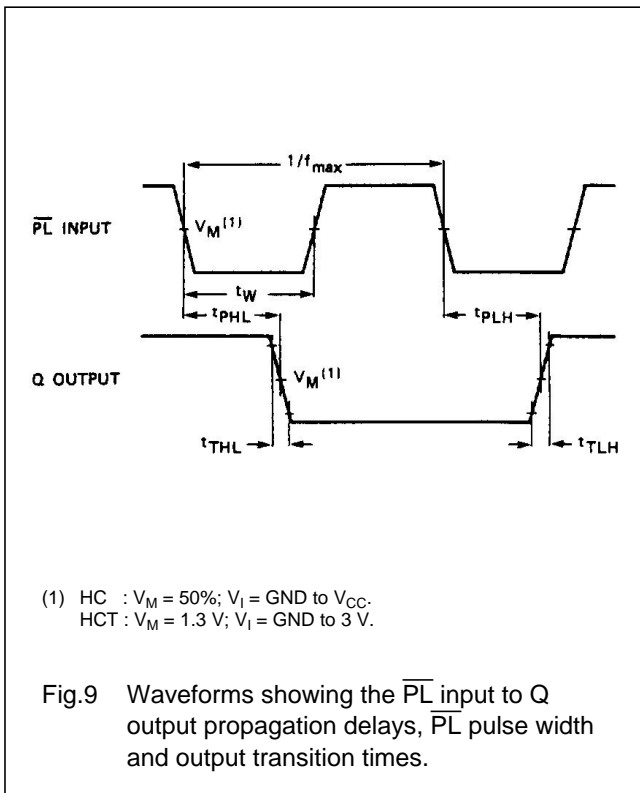 1/fmax
PL INPUT
VM(1)
tW
tPHL
tPLH
Q OUTPUT
VM(1)
tTHL
tTLH
(1) HC : VM = 50%; VI = GND to VCC.
HCT : VM = 1.3 V; VI = GND to 3 V.
Fig.9 Waveforms showing the PL input to Q
output propagation delays, PL pulse width
and output transition times.